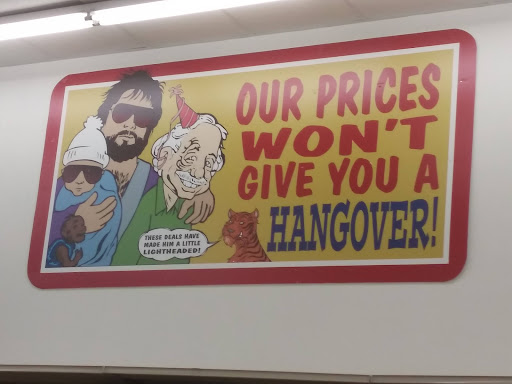 OUR PRICES
WON'T
GIVE YOU A
HANGOVER!
THESE DEALS HAVE
MADE HIM A LITTLE
LIGHTHEADED!